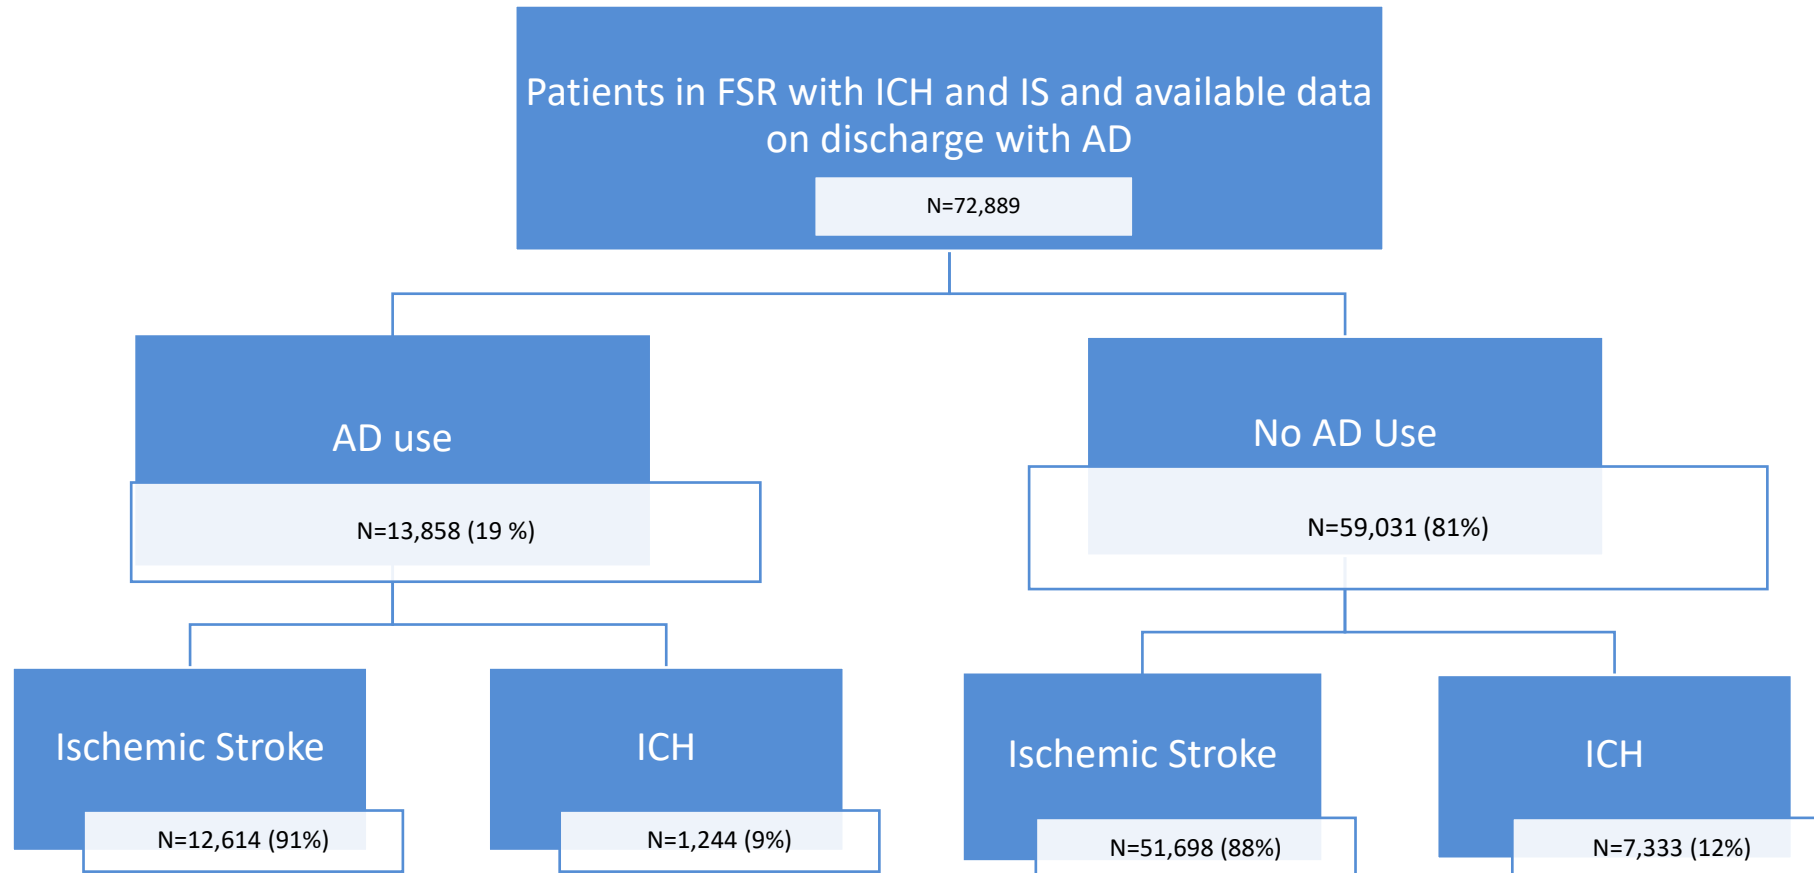 Patients in FSR with ICH and IS and available data
on discharge with AD
N=72,889
AD use
N=13,858 (19 %)
No AD Use
N=59,031 (81%)
Ischemic Stroke
N=12,614 (91%)
ICH
N=1,244 (9%)
Ischemic Stroke
N=51,698 (88%)
ICH
N=7,333 (12%)